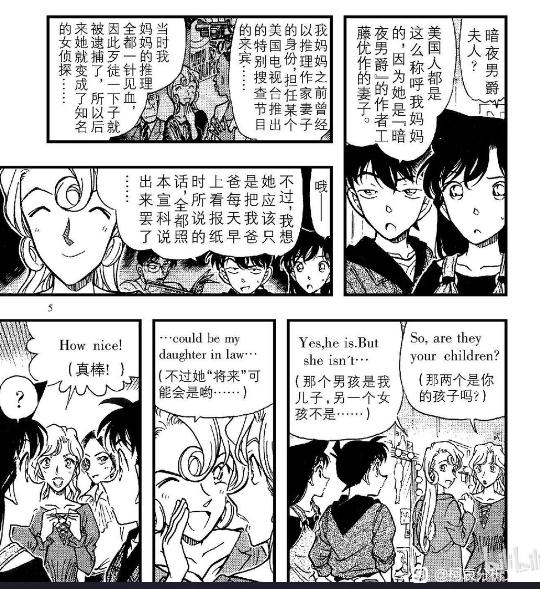 暗夜男爵
夫人？
美国人都是
这么称呼我妈妈
的，因为她是『暗
夜男爵』的作者工
藤优作的妻子。
我妈妈之前曾经
以推理作家妻子
的身份，担任某个
美国电视台推出
的特别搜查节目
的来宾……
当时我
妈妈的推理
全都一针见血，
因此歹徒一下子就
被逮捕了，所以后
来她就变成了知名
的女侦探……
哦——
不过，我想
她应该只
是把我爸
爸每天早
上看报纸
时所说的
话，全都照
本宣科说
出来罢了
……
5
So, are they
your children?
（那两个是你
的孩子吗？）
Yes,he is.But
she isn't…
（那个男孩是我
儿子，另一个女
孩不是……）
…could be my
daughter in law…
（不过她“将来”可
能会是哟……）
How nice!
（真棒！）
？
bilibili